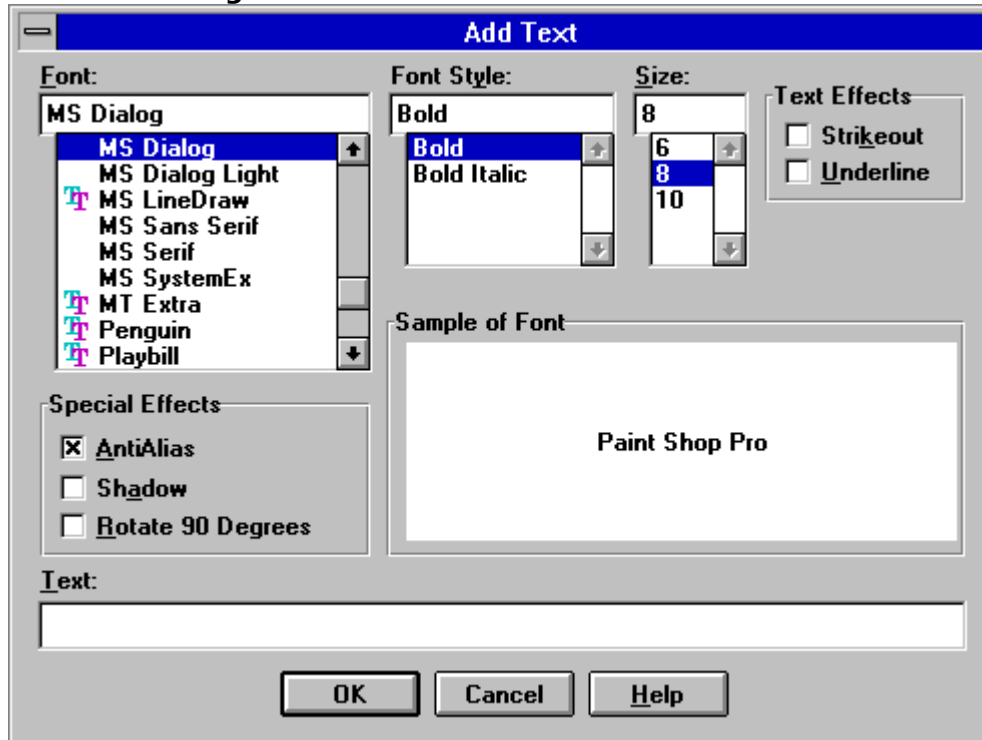 Add Text
Font:
MS Dialog
MS Dialog
MS Dialog Light
MS LineDraw
MS Sans Serif
MS Serif
MS SystemEx
MT Extra
Penguin
Playbill
Font Style:
Bold
Bold
Bold Italic
Size:
8
6
8
10
Text Effects
Strikeout
Underline
Special Effects
AntiAlias
Shadow
Rotate 90 Degrees
Sample of Font
Paint Shop Pro
Text:
OK
Cancel
Help